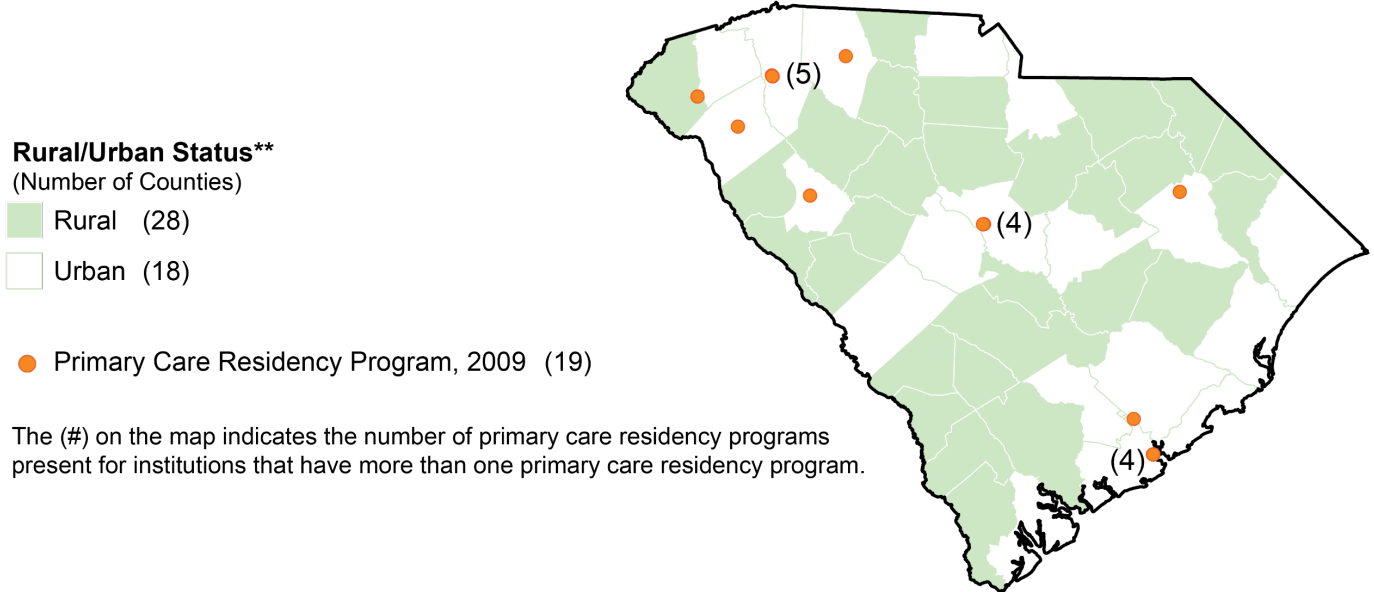 Rural/Urban Status**
(Number of Counties)
Rural (28)
Urban (18)
Primary Care Residency Program, 2009 (19)
The (#) on the map indicates the number of primary care residency programs
present for institutions that have more than one primary care residency program.
(5)
(4)
(4)